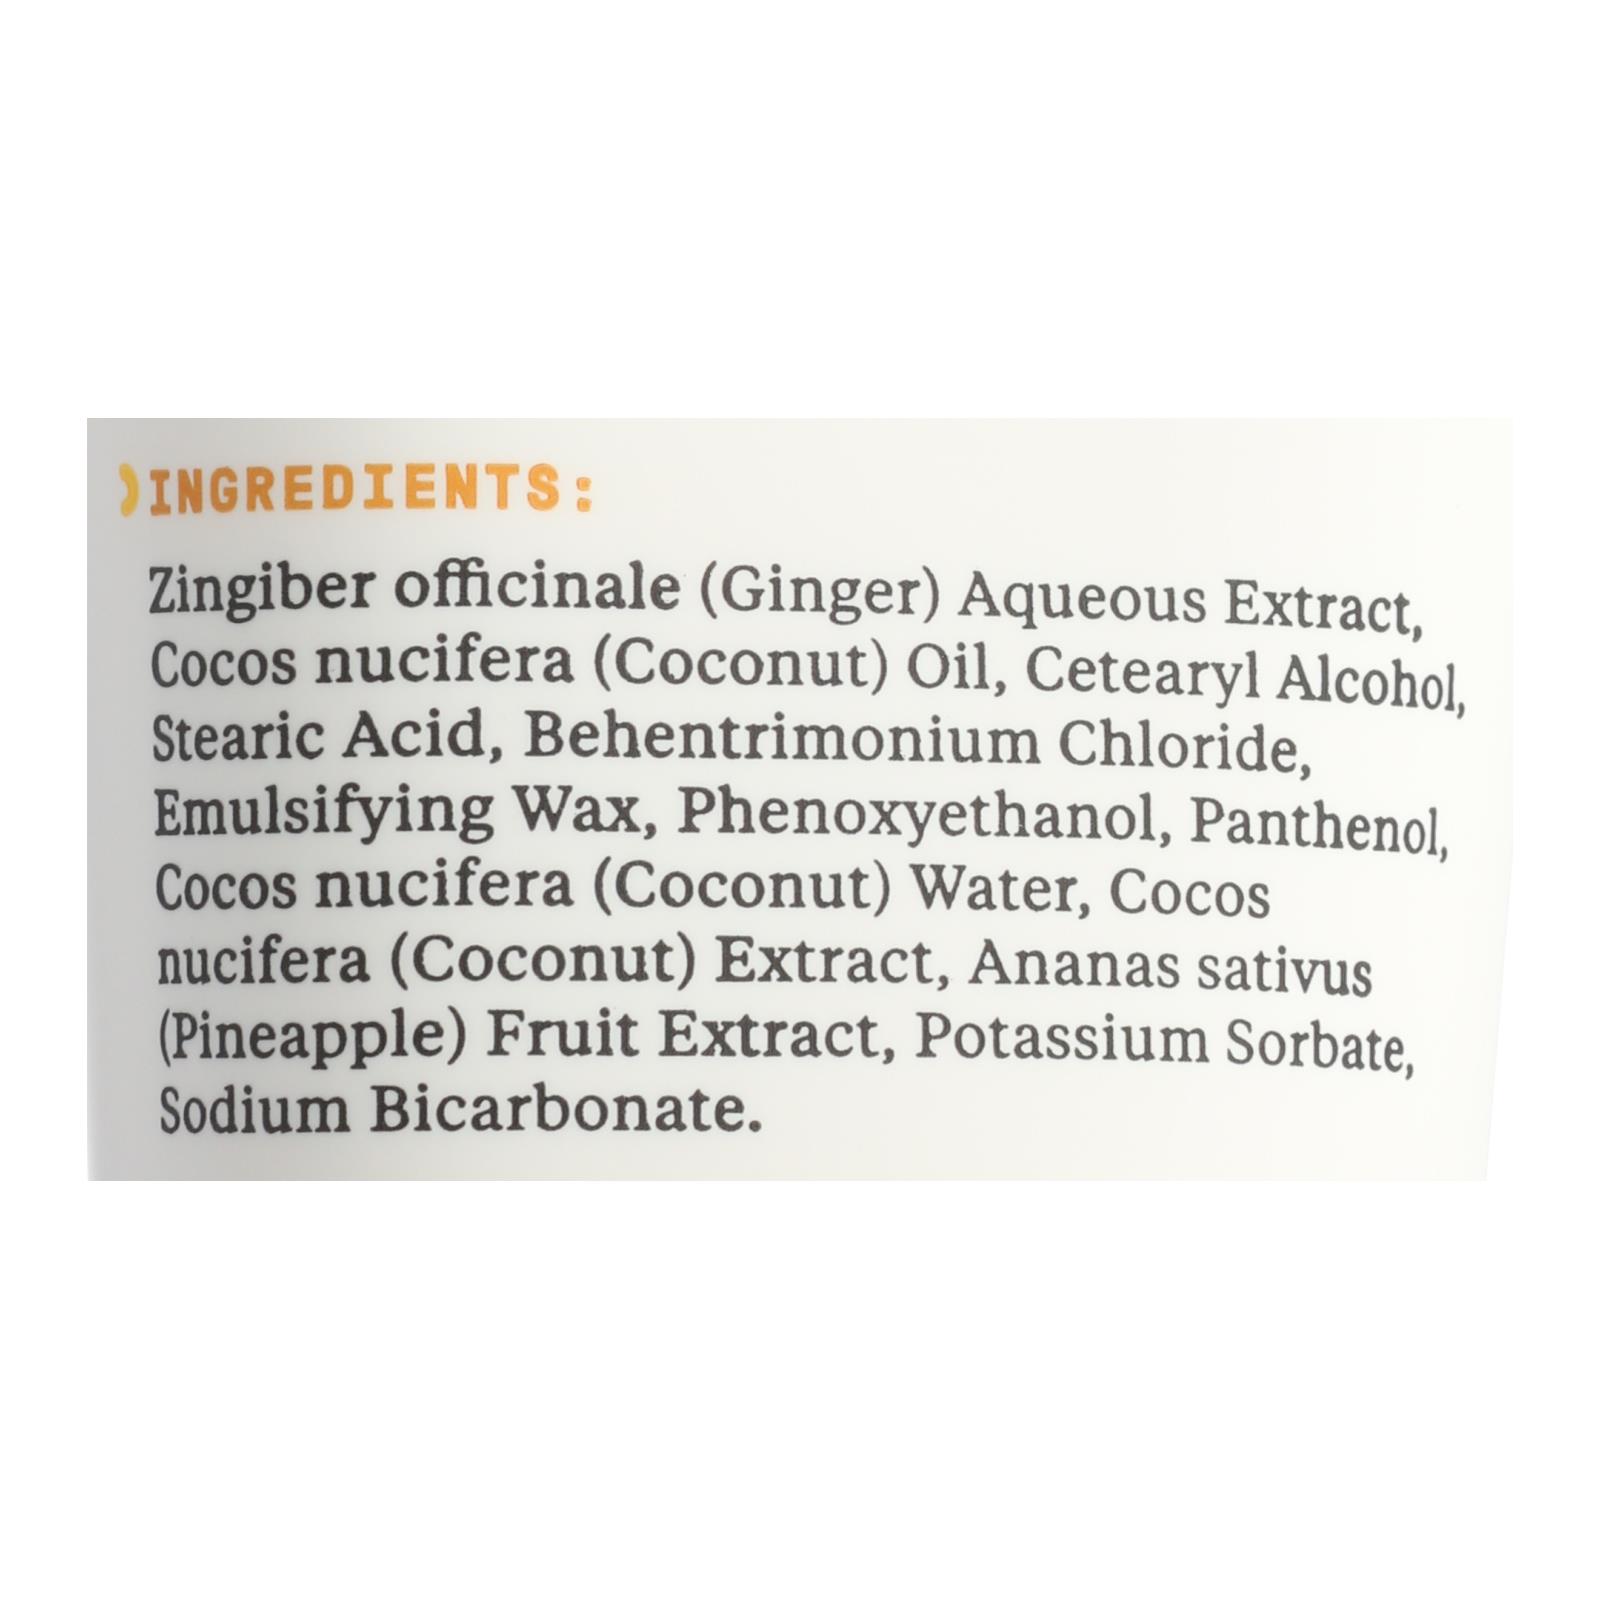 INGREDIENTS:
Zingiber officinale (Ginger) Aqueous Extract,
Cocos nucifera (Coconut) Oil, Cetearyl Alcohol,
Stearic Acid, Behentrimonium Chloride,
Emulsifying Wax, Phenoxyethanol, Panthenol,
Cocos nucifera (Coconut) Water, Cocos
nucifera (Coconut) Extract, Ananas sativus
(Pineapple) Fruit Extract, Potassium Sorbate,
Sodium Bicarbonate.